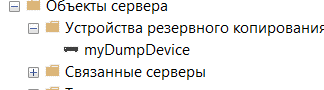 Объекты сервера
Устройства резервного копирования
myDumpDevice
Связанные серверы